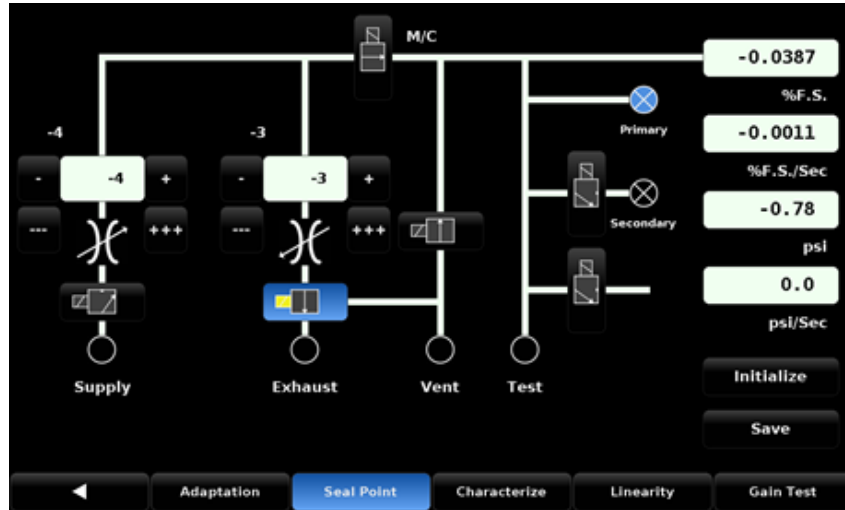 M/C
-0.0387
%F.S.
-4
-3
Primary
-0.0011
%F.S./Sec
- -4 +
- -3 +
--- +++
--- +++
Secondary
-0.78
psi
0.0
psi/Sec
Supply
Exhaust
Vent
Test
Initialize
Save
Adaptation
Seal Point
Characterize
Linearity
Gain Test